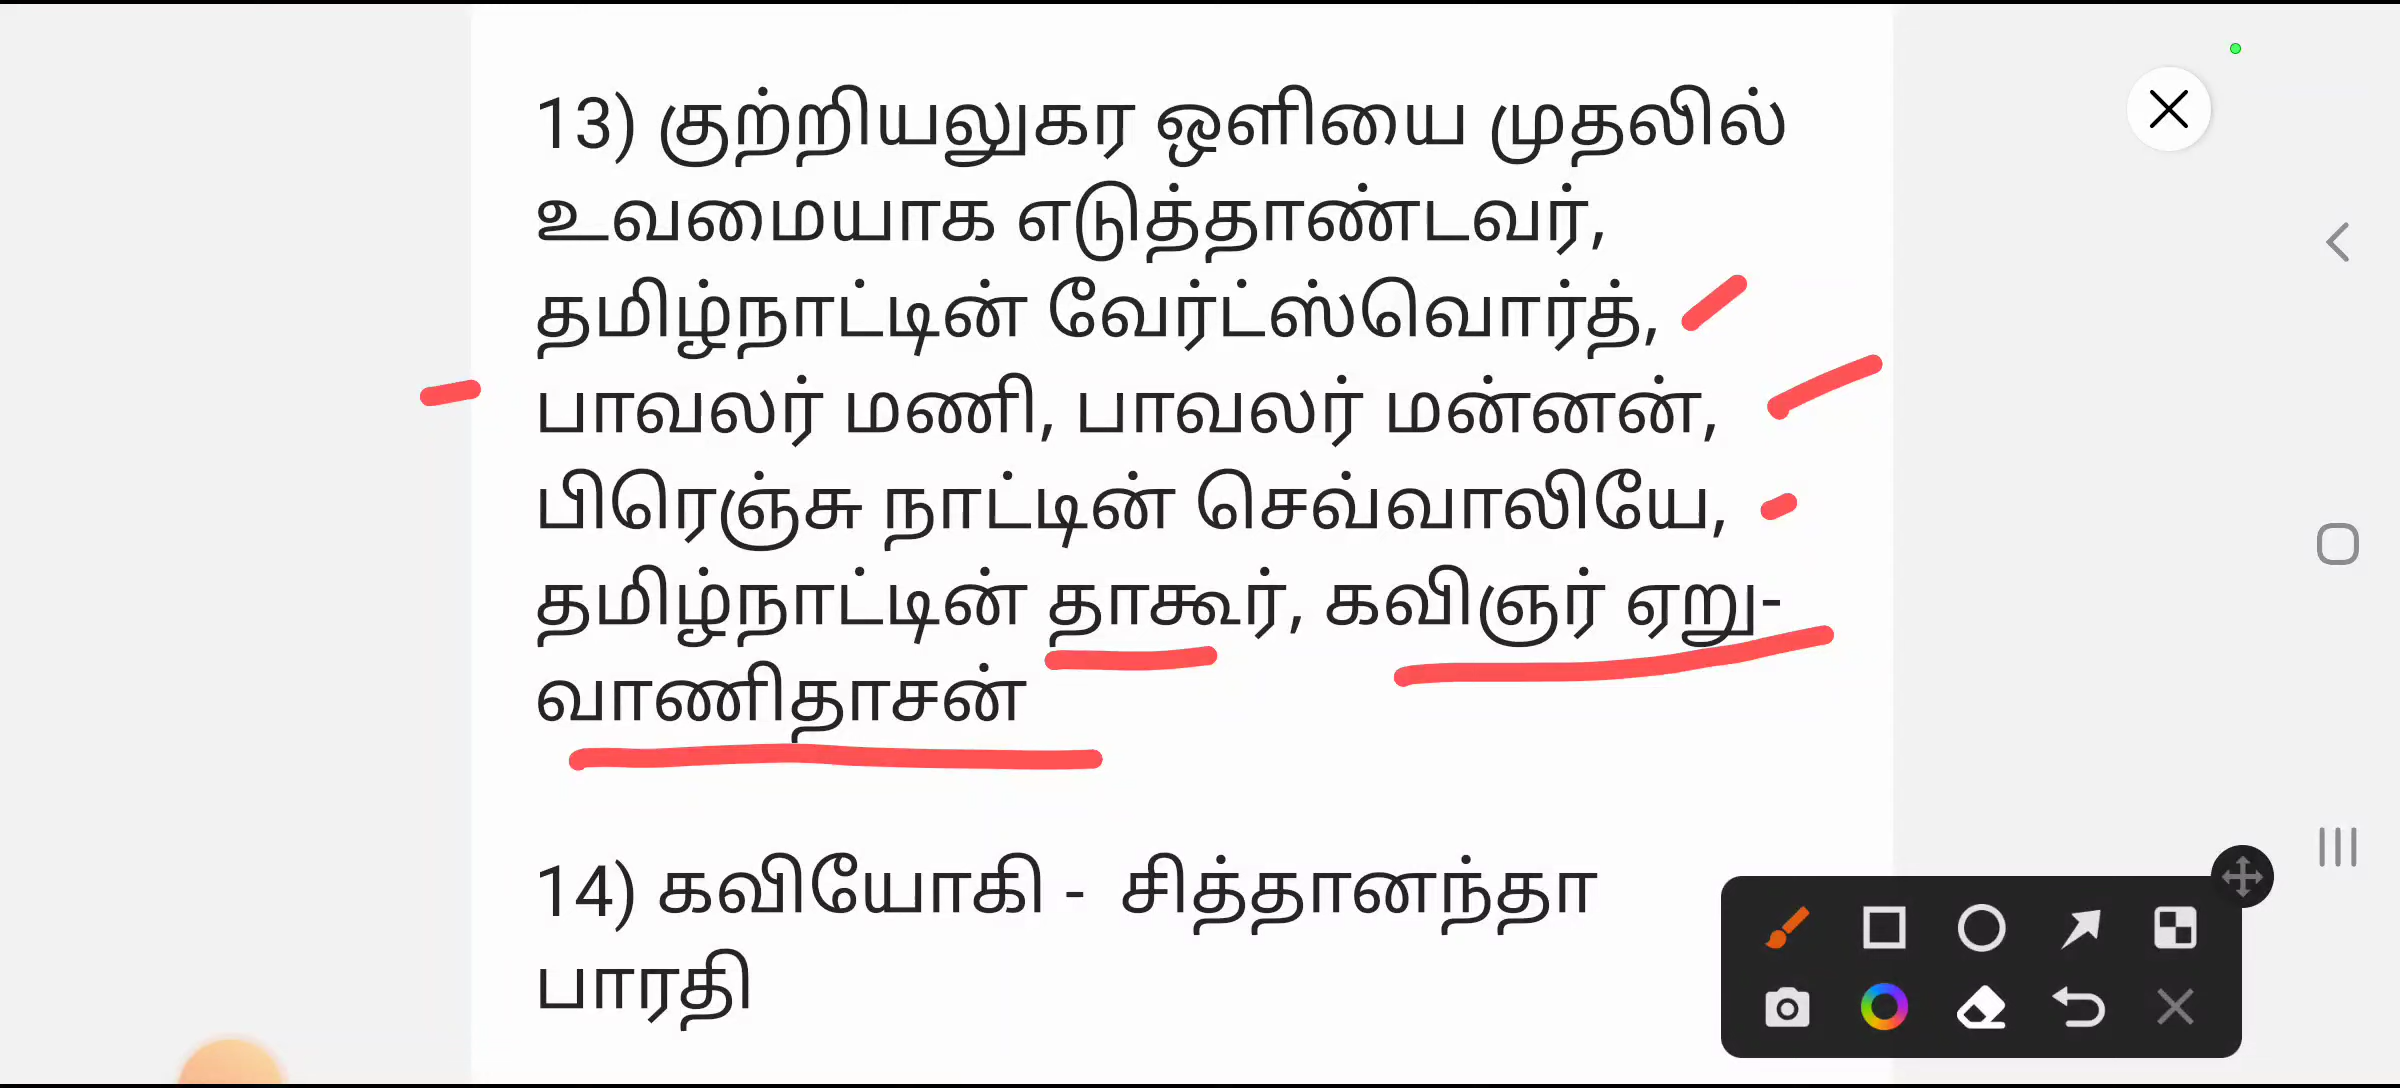 13) குற்றியலுகர ஒளியை முதலில்
உவமையாக எடுத்தாண்டவர்,
தமிழ்நாட்டின் வேர்ட்ஸ்வொர்த்,
பாவலர் மணி, பாவலர் மன்னன்,
பிரெஞ்சு நாட்டின் செவ்வாலியே,
தமிழ்நாட்டின் தாகூர், கவிஞர் ஏறு-
வாணிதாசன்
14) கவியோகி - சித்தானந்தா
பாரதி